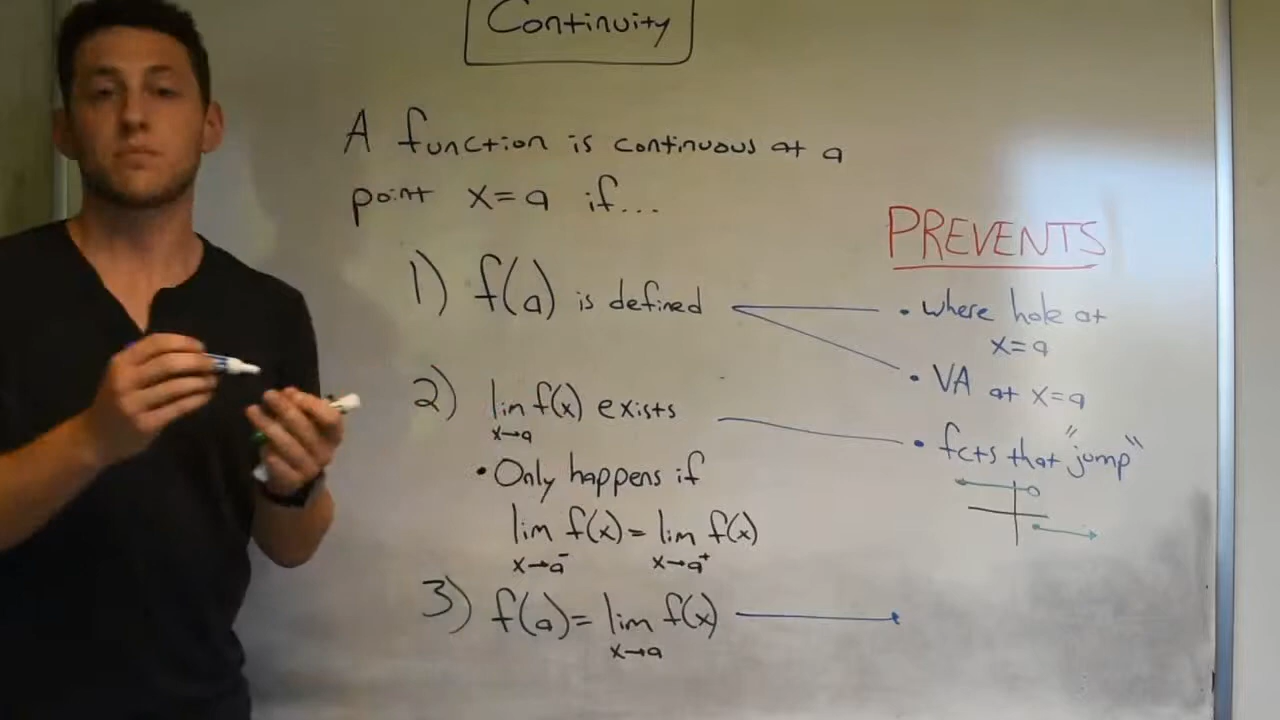 Continuity
A function is continuous at a
point x=a if...
PREVENTS
1) f(a) is defined
• where hole at
x=a
• VA at x=a
2) lim f(x) exists
x→a
• fcts that "jump"
• Only happens if
lim f(x) = lim f(x)
x→a⁻ x→a⁺
3) f(a) = lim f(x)
x→a